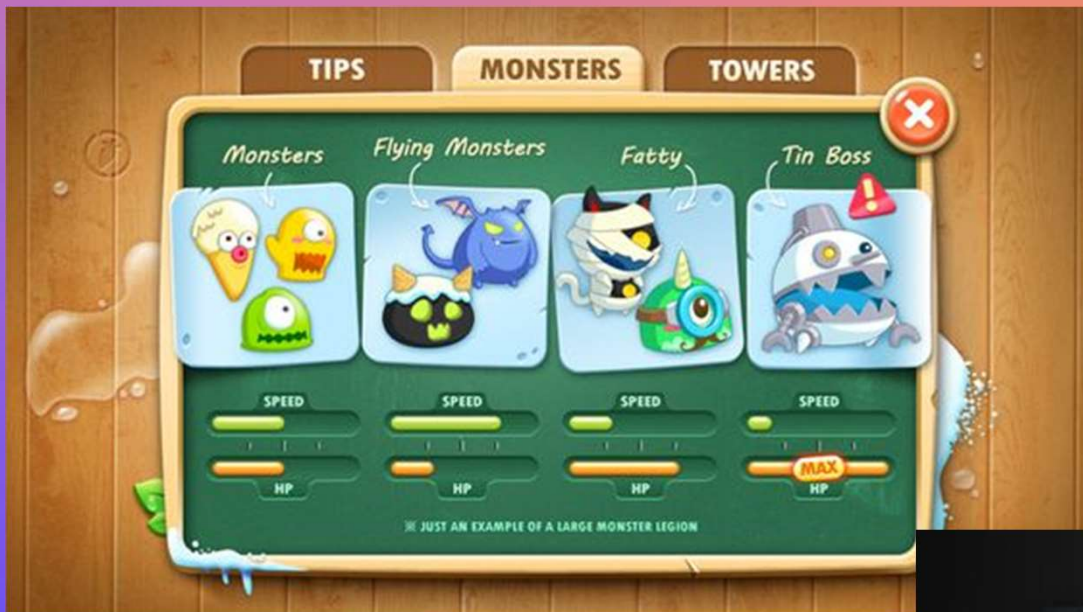 TIPS
MONSTERS
TOWERS
Monsters
Flying Monsters
Fatty
Tin Boss
!
SPEED
SPEED
SPEED
SPEED
MAX
HP
HP
HP
HP
※ JUST AN EXAMPLE OF A LARGE MONSTER LEGION